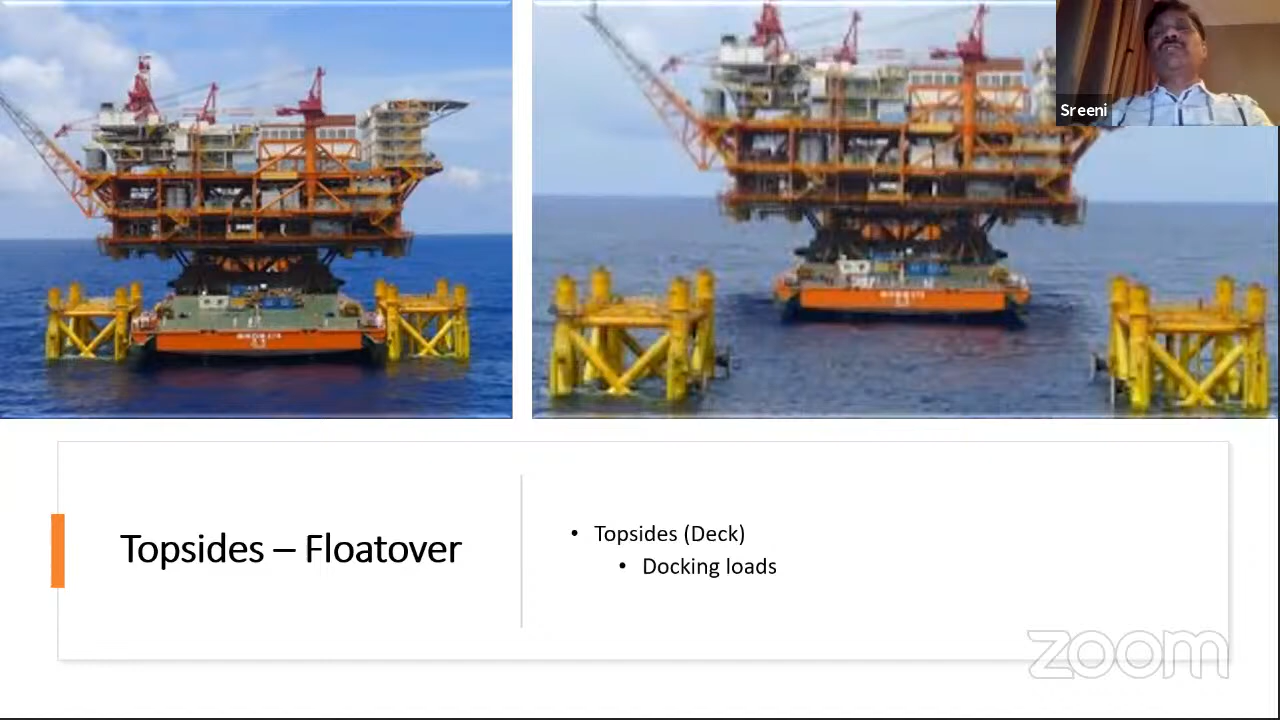 Sreeni
Topsides – Floatover
• Topsides (Deck)
• Docking loads
zoom